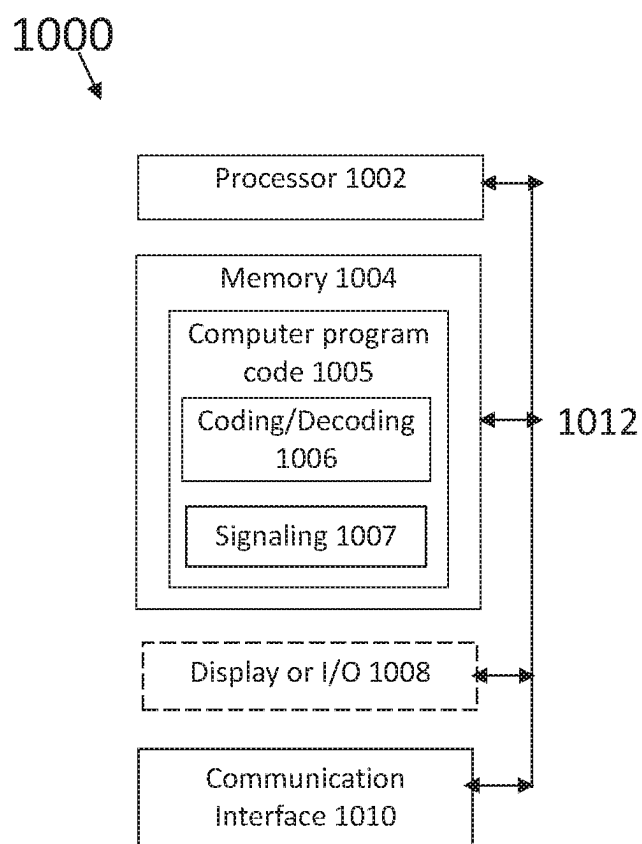 1000
Processor 1002
Memory 1004
Computer program
code 1005
Coding/Decoding
1006
1012
Signaling 1007
Display or I/O 1008
Communication
Interface 1010